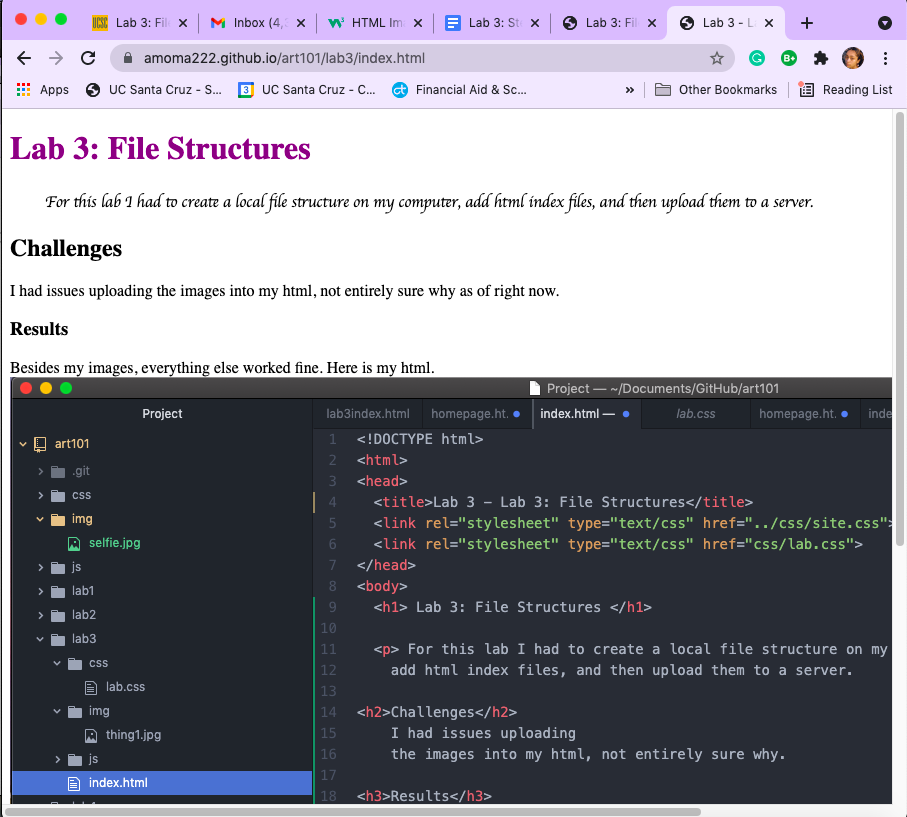 Lab 3: Fil
Inbox (4,
HTML Im
Lab 3: St
Lab 3: Fil
Lab 3 - L
amoma222.github.io/art101/lab3/index.html
Apps
UC Santa Cruz - S...
UC Santa Cruz - C...
Financial Aid & Sc...
»
Other Bookmarks
Reading List
Lab 3: File Structures
For this lab I had to create a local file structure on my computer, add html index files, and then upload them to a server.
Challenges
I had issues uploading the images into my html, not entirely sure why as of right now.
Results
Besides my images, everything else worked fine. Here is my html.
Project — ~/Documents/GitHub/art101
Project
lab3index.html
homepage.ht.
index.html —
lab.css
homepage.ht.
inde
art101
.git
css
img
selfie.jpg
js
lab1
lab2
lab3
css
lab.css
img
thing1.jpg
js
index.html
1 <!DOCTYPE html>
2 <html>
3 <head>
4 <title>Lab 3 - Lab 3: File Structures</title>
5 <link rel="stylesheet" type="text/css" href="../css/site.css">
6 <link rel="stylesheet" type="text/css" href="css/lab.css">
7 </head>
8 <body>
9 <h1> Lab 3: File Structures </h1>
10
11 <p> For this lab I had to create a local file structure on my
12 add html index files, and then upload them to a server.
13
14 <h2>Challenges</h2>
15 I had issues uploading
16 the images into my html, not entirely sure why.
17
18 <h3>Results</h3>